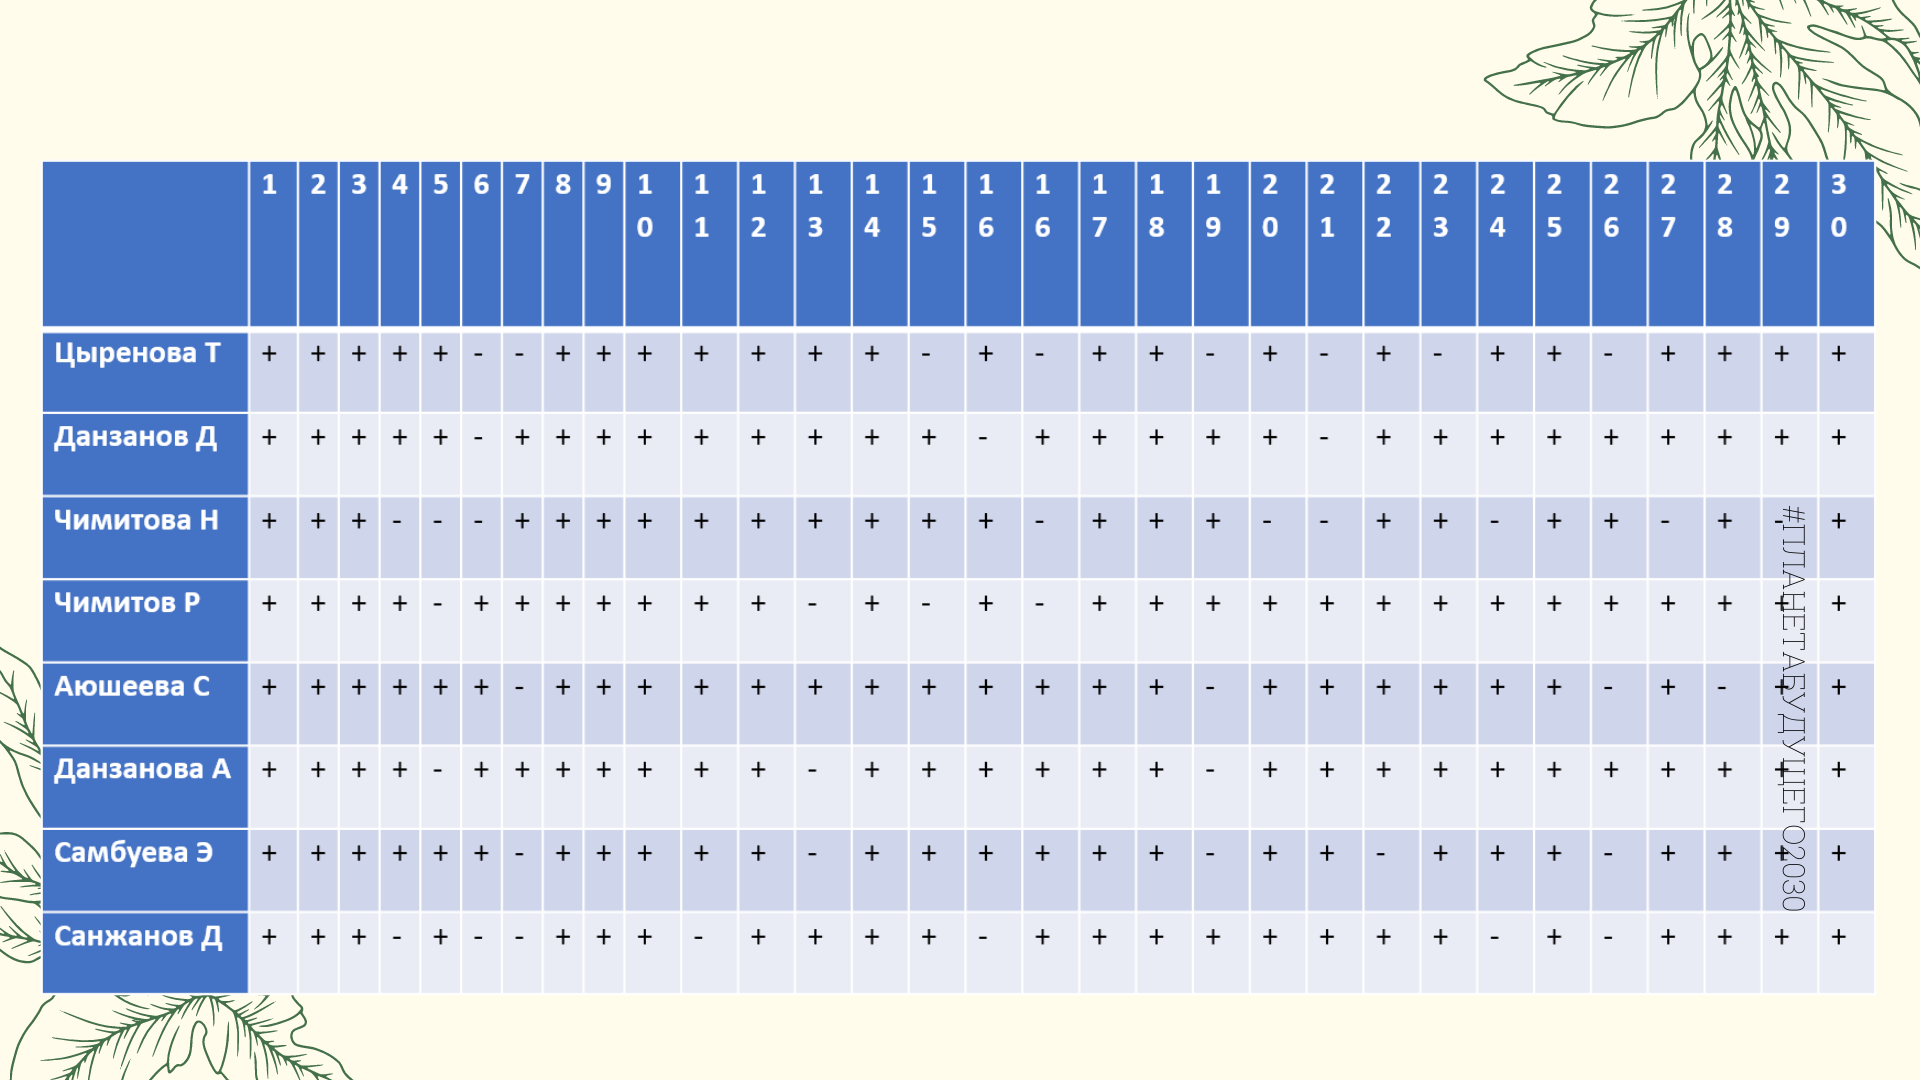 1 2 3 4 5 6 7 8 9 10 11 12 13 14 15 16 16 17 18 19 20 21 22 23 24 25 26 27 28 29 30
Цыренова Т + + + + + - - + + + + + + + - + - + + - + - + - + + - + + + +
Данзанов Д + + + + + - + + + + + + + + + - + + + + + - + + + + + + + + +
Чимитова Н + + + - - - + + + + + + + + + + - + + + - - + + - + + - + - +
Чимитов Р + + + + - + + + + + + + - + - + - + + + + + + + + + + + + + +
Аюшеева С + + + + + + - + + + + + + + + + + + + - + + + + + + - + - + +
Данзанова А + + + + - + + + + + + + - + + + + + + - + + + + + + + + + + +
Самбуева Э + + + + + + - + + + + + - + + + + + + - + + - + + + - + + + +
Санжанов Д + + + - + - - + + + - + + + + - + + + + + + + + - + - + + + +
#ПЛАНЕТАБУДУЩЕГО2030